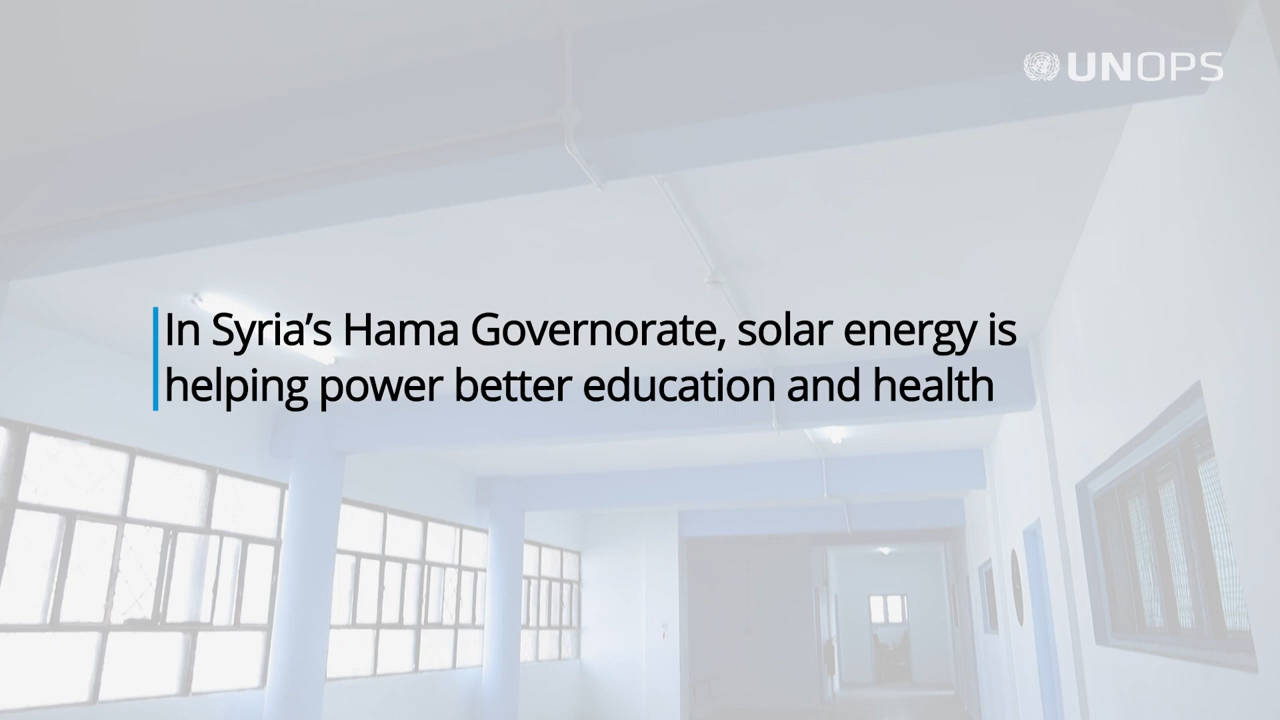 UNOPS
In Syria’s Hama Governorate, solar energy is
helping power better education and health